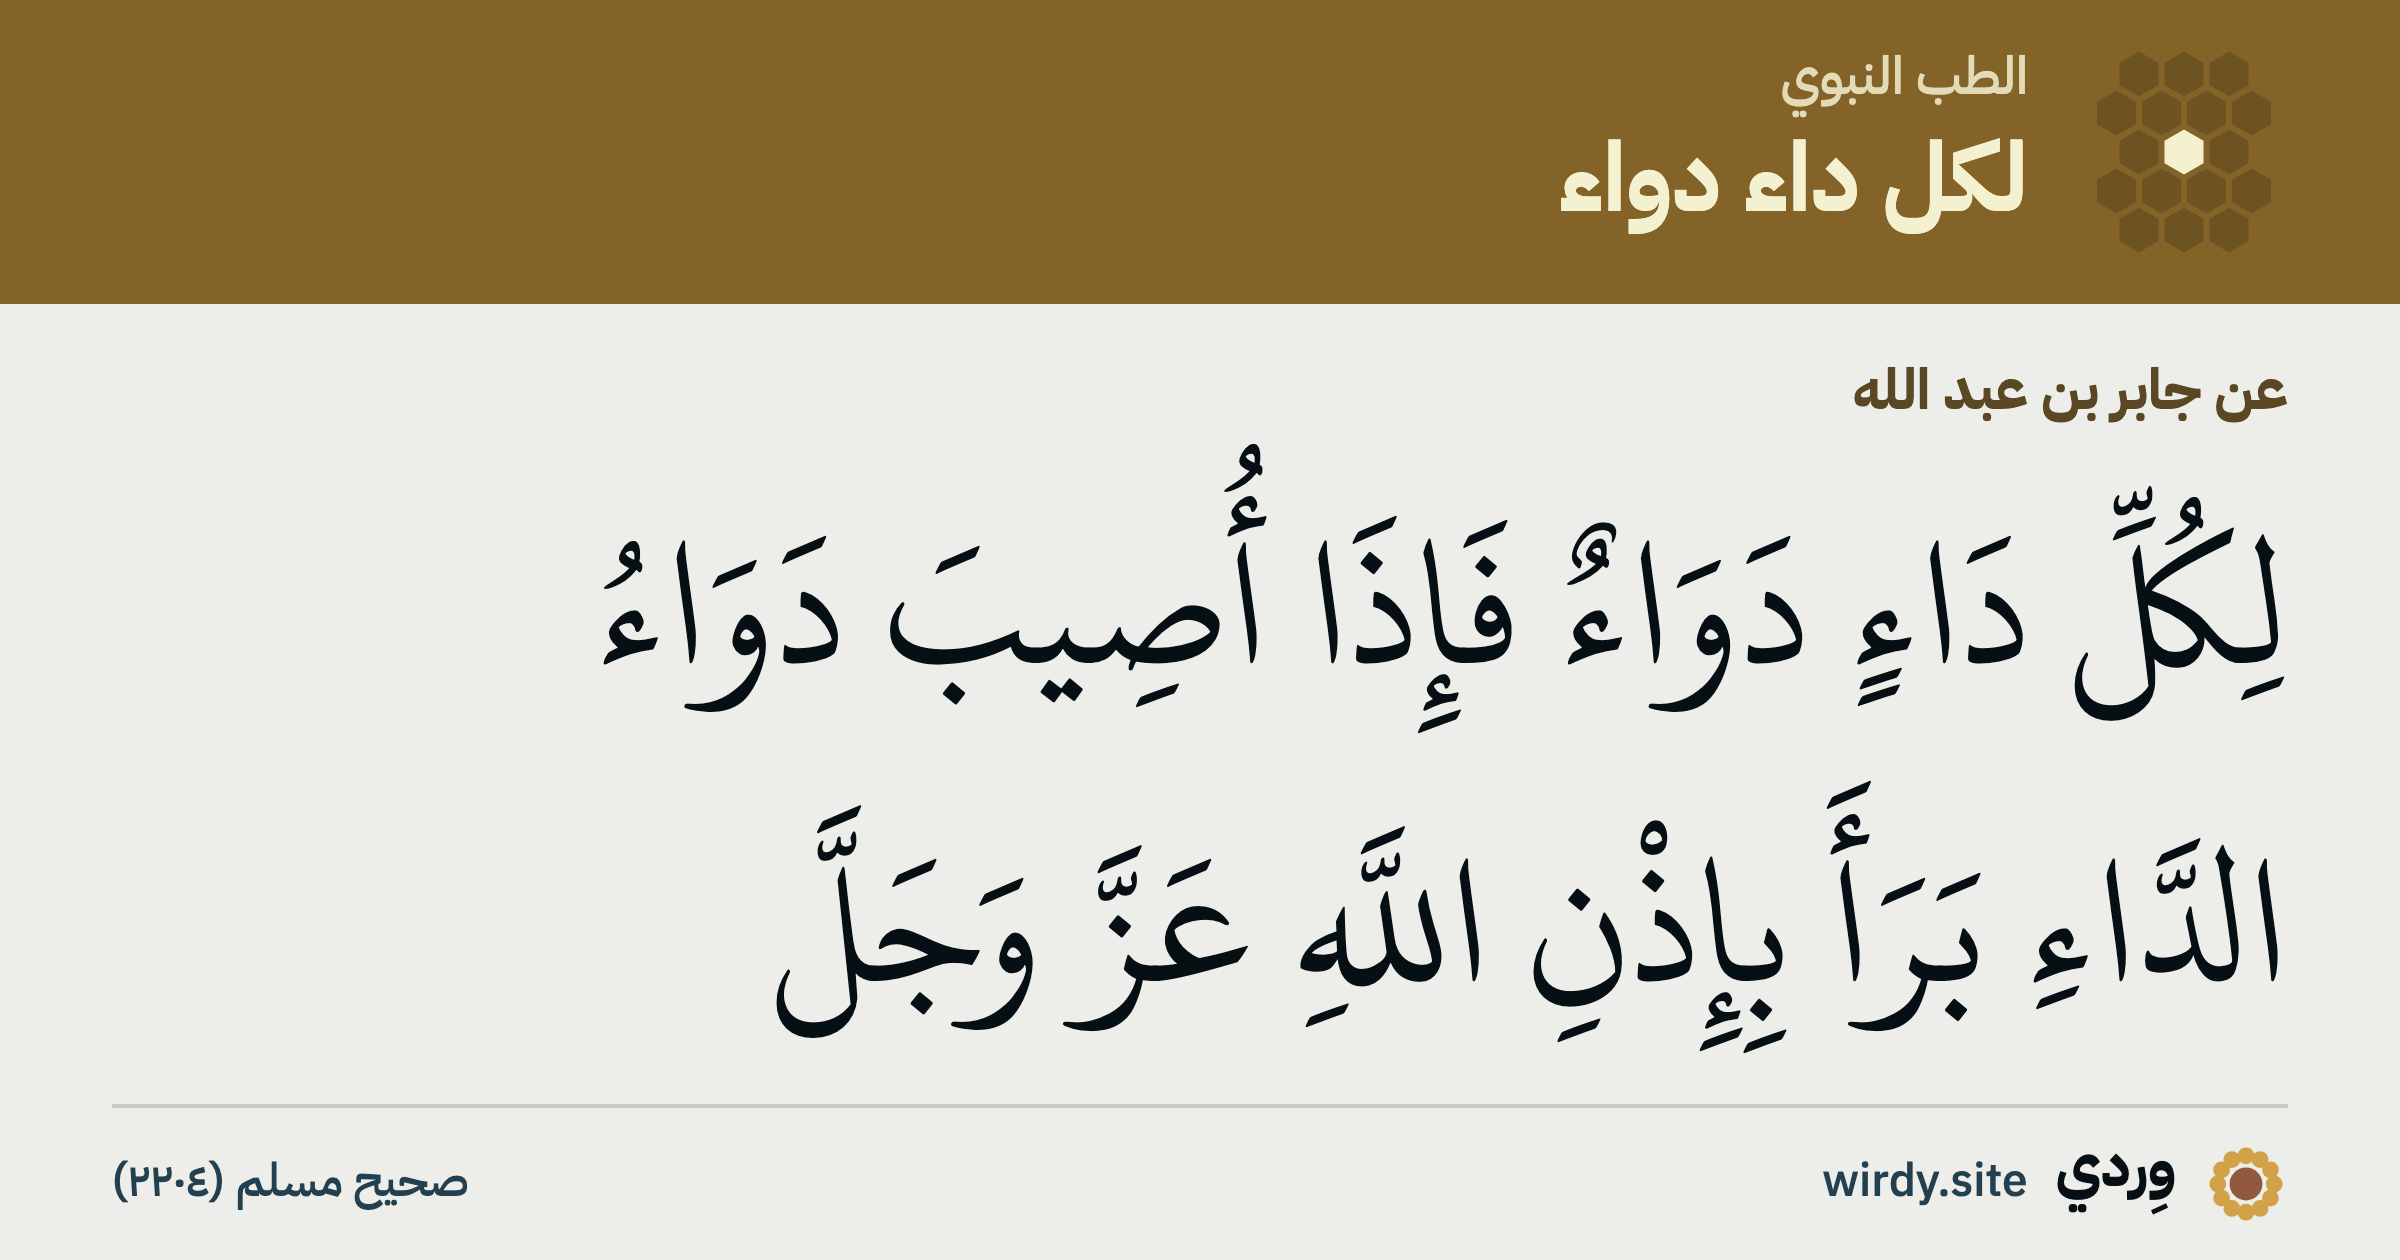 الطب النبوي
لكل داء دواء
عن جابر بن عبد الله
لِكُلِّ دَاءٍ دَوَاءٌ فَإِذَا أُصِيبَ دَوَاءُ
الدَّاءِ بَرَأَ بِإِذْنِ اللَّهِ عَزَّ وَجَلَّ
وِردي wirdy.site
صحيح مسلم (٢٢٠٤)